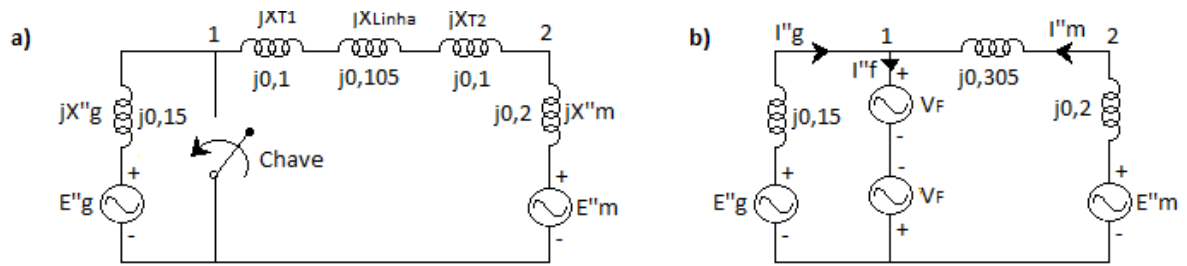 a)
1
jXT1
jXLinha
jXT2
2
j0,1
j0,105
j0,1
jX"g
j0,15
Chave
j0,2
jX"m
E"g
+
-
+
E"m
-
b)
I"g
1
I"m
2
I"f
+
j0,305
VF
-
j0,15
j0,2
-
VF
+
+
E"g
-
+
E"m
-